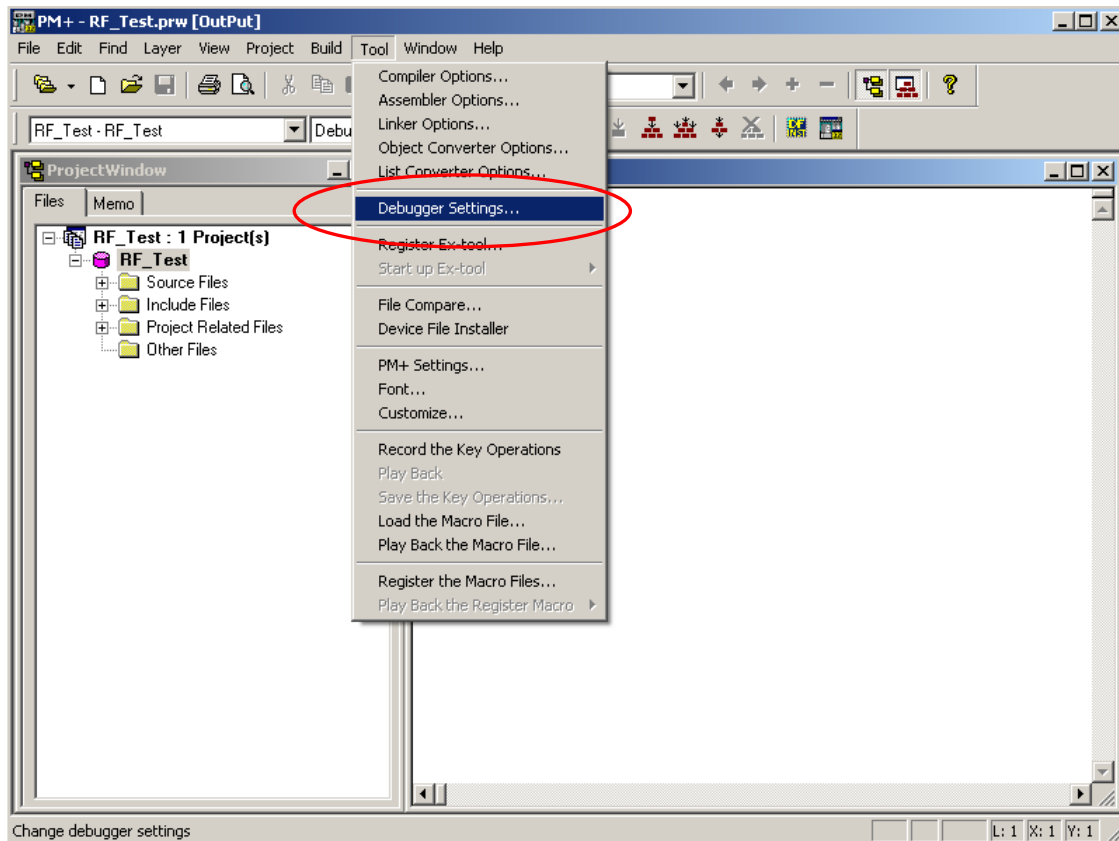 PM+ - RF_Test.prw [OutPut]
File Edit Find Layer View Project Build Tool Window Help
RF_Test - RF_Test
Debu
ProjectWindow
Files Memo
RF_Test : 1 Project(s)
RF_Test
Source Files
Include Files
Project Related Files
Other Files
Compiler Options...
Assembler Options...
Linker Options...
Object Converter Options...
List Converter Options...
Debugger Settings...
Register Ex-tool...
Start up Ex-tool
File Compare...
Device File Installer
PM+ Settings...
Font...
Customize...
Record the Key Operations
Play Back
Save the Key Operations...
Load the Macro File...
Play Back the Macro File...
Register the Macro Files...
Play Back the Register Macro
Change debugger settings
L: 1 X: 1 Y: 1